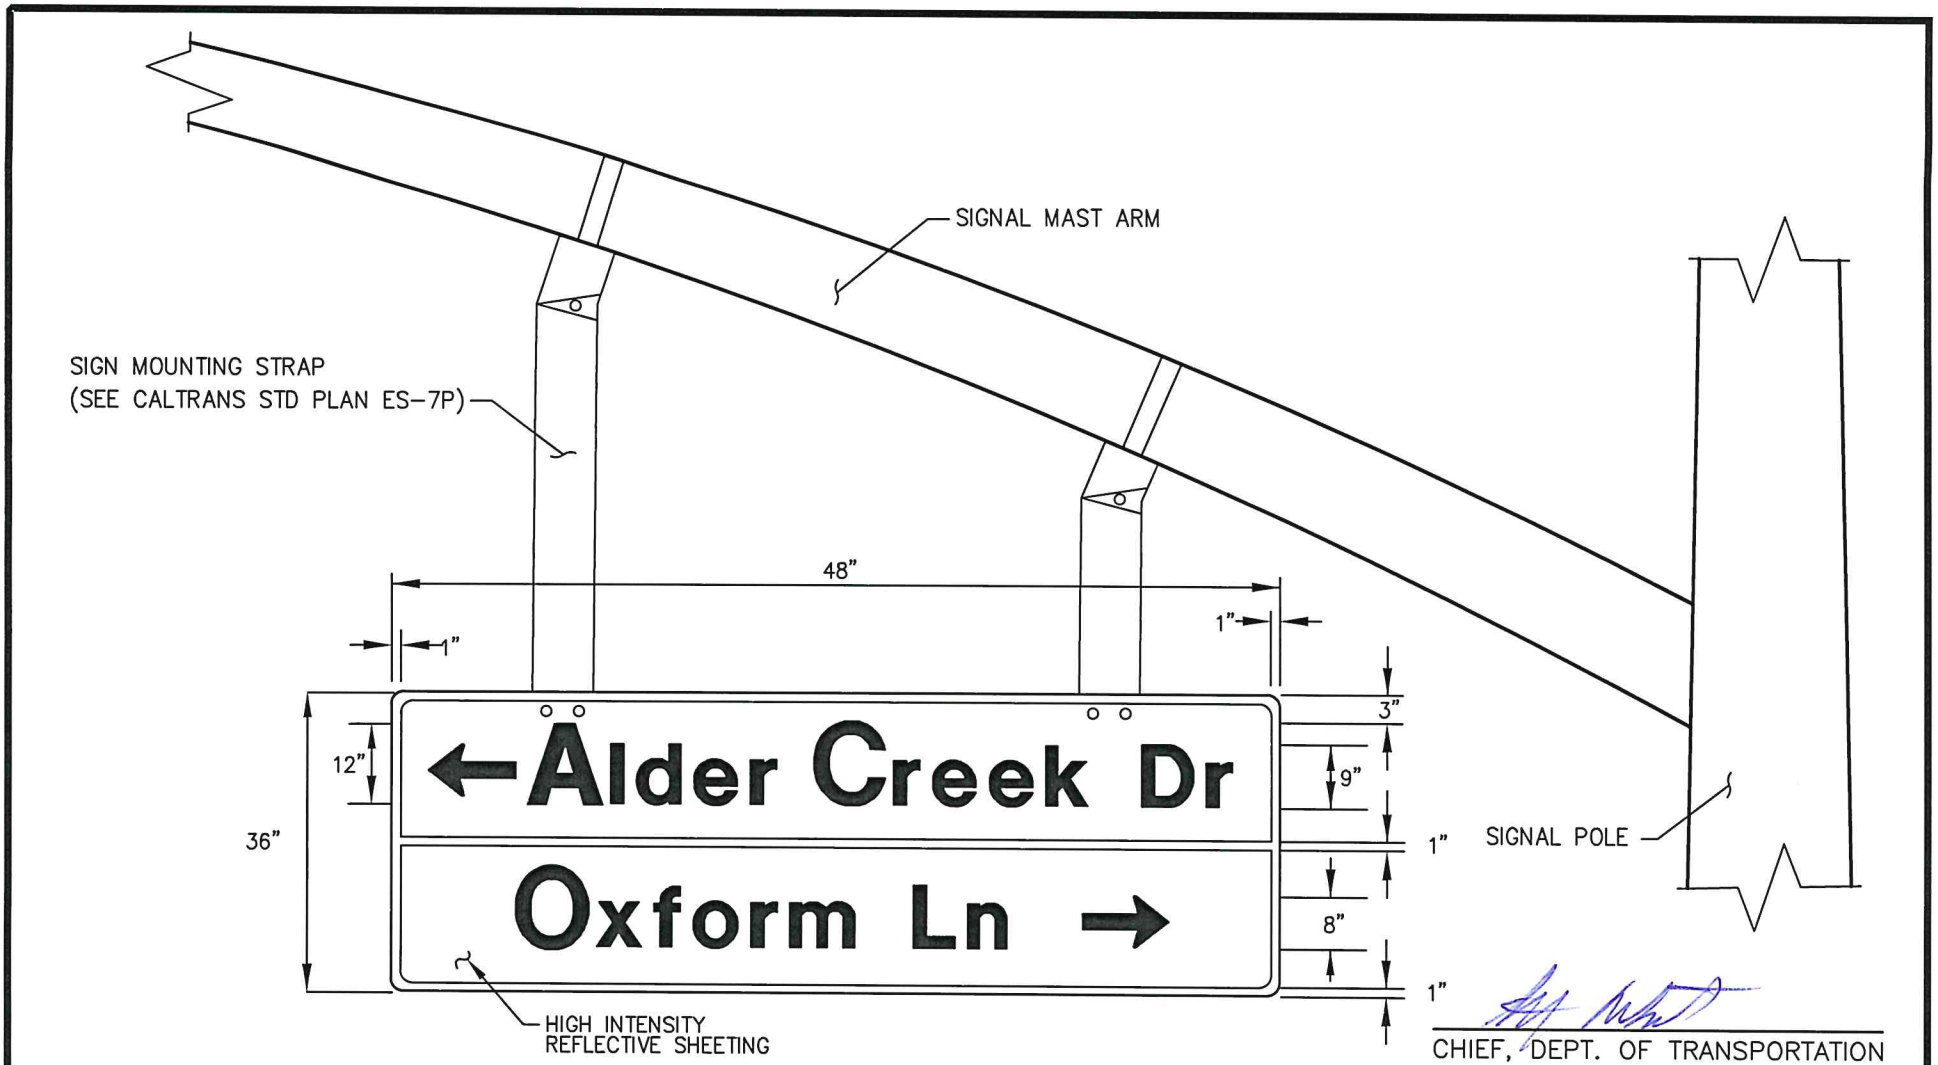 SIGNAL MAST ARM
SIGN MOUNTING STRAP
(SEE CALTRANS STD PLAN ES-7P)
48"
1"
1"
3"
12"
←Alder Creek Dr
9"
36"
1"
SIGNAL POLE
Oxform Ln →
8"
1"
HIGH INTENSITY
REFLECTIVE SHEETING
CHIEF, DEPT. OF TRANSPORTATION